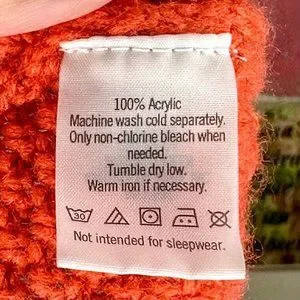 100% Acrylic
Machine wash cold separately.
Only non-chlorine bleach when
needed.
Tumble dry low.
Warm iron if necessary.
30
Not intended for sleepwear.